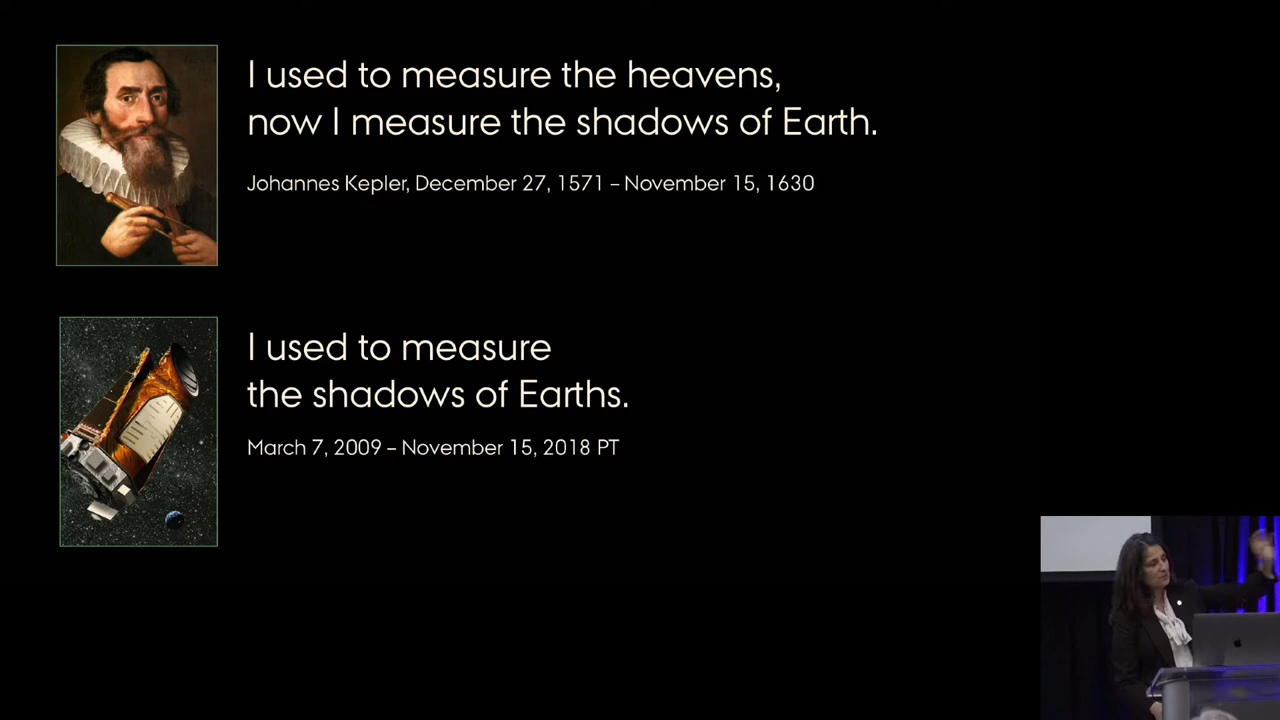 I used to measure the heavens,
now I measure the shadows of Earth.
Johannes Kepler, December 27, 1571 – November 15, 1630
I used to measure
the shadows of Earths.
March 7, 2009 – November 15, 2018 PT